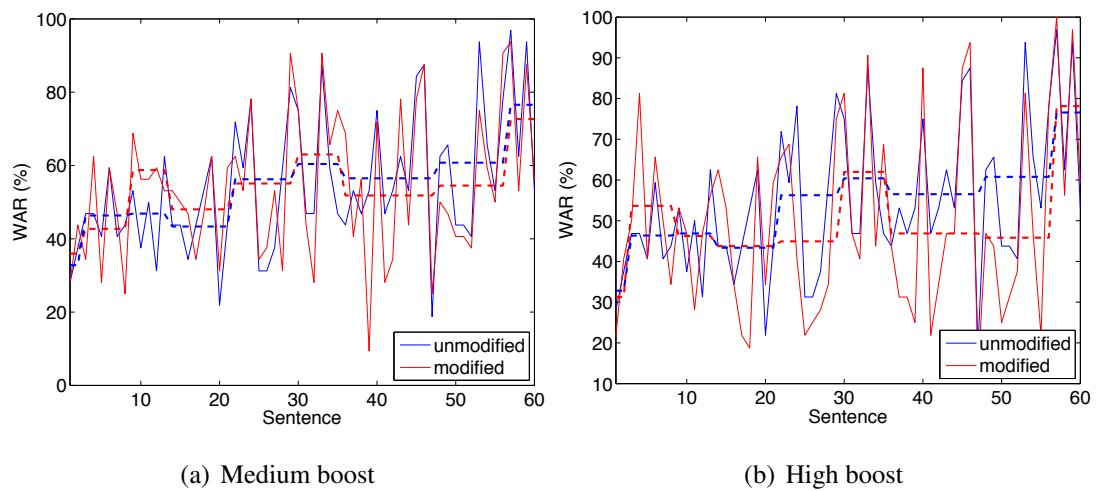 100
80
60
40
20
0
WAR (%)
10 20 30 40 50 60
Sentence
unmodified
modified
(a) Medium boost
100
90
80
70
60
50
40
30
20
10
WAR (%)
10 20 30 40 50 60
Sentence
unmodified
modified
(b) High boost